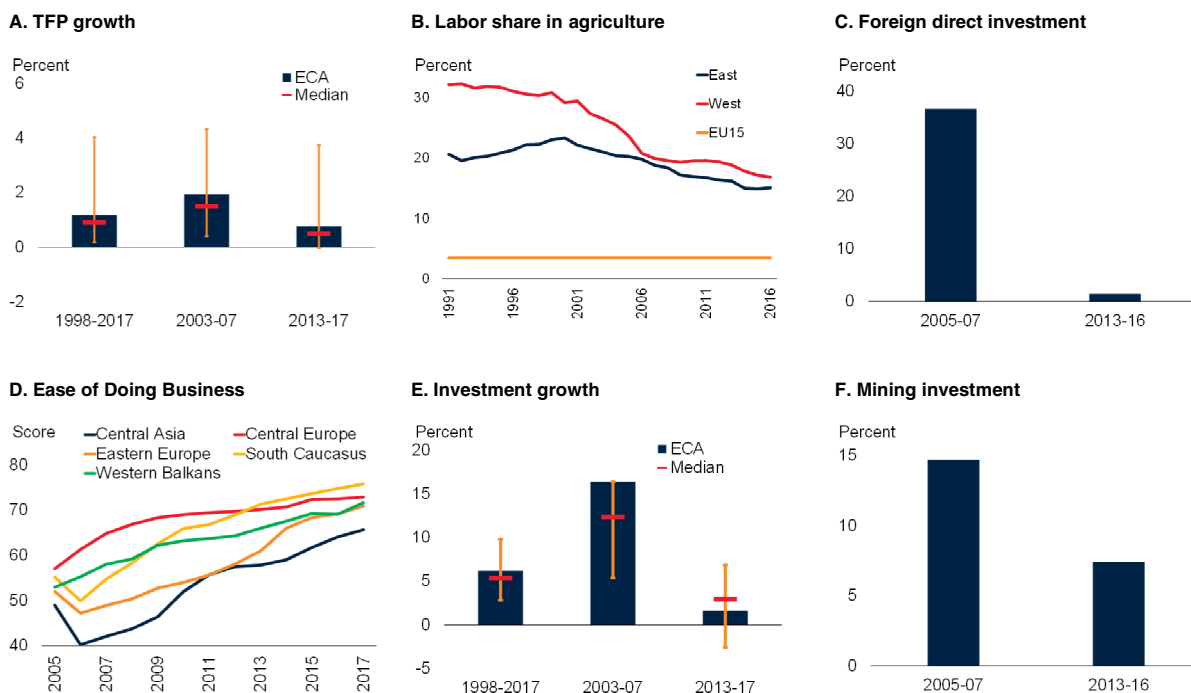 A. TFP growth
Percent
ECA
Median
6
4
2
0
-2
1998-2017 2003-07 2013-17
B. Labor share in agriculture
Percent
East
West
EU15
30
20
10
0
1991 1996 2001 2006 2011 2016
C. Foreign direct investment
Percent
40
30
20
10
0
2005-07 2013-16
D. Ease of Doing Business
Score
Central Asia Central Europe
Eastern Europe South Caucasus
Western Balkans
80
70
60
50
40
2005 2007 2009 2011 2013 2015 2017
E. Investment growth
Percent
ECA
Median
20
15
10
5
0
-5
1998-2017 2003-07 2013-17
F. Mining investment
Percent
15
10
5
0
2005-07 2013-16